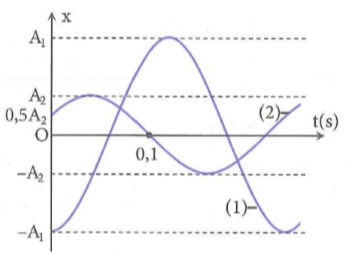 x
A₁
A₂
0,5A₂
(2)
t(s)
O
0,1
−A₂
(1)
−A₁